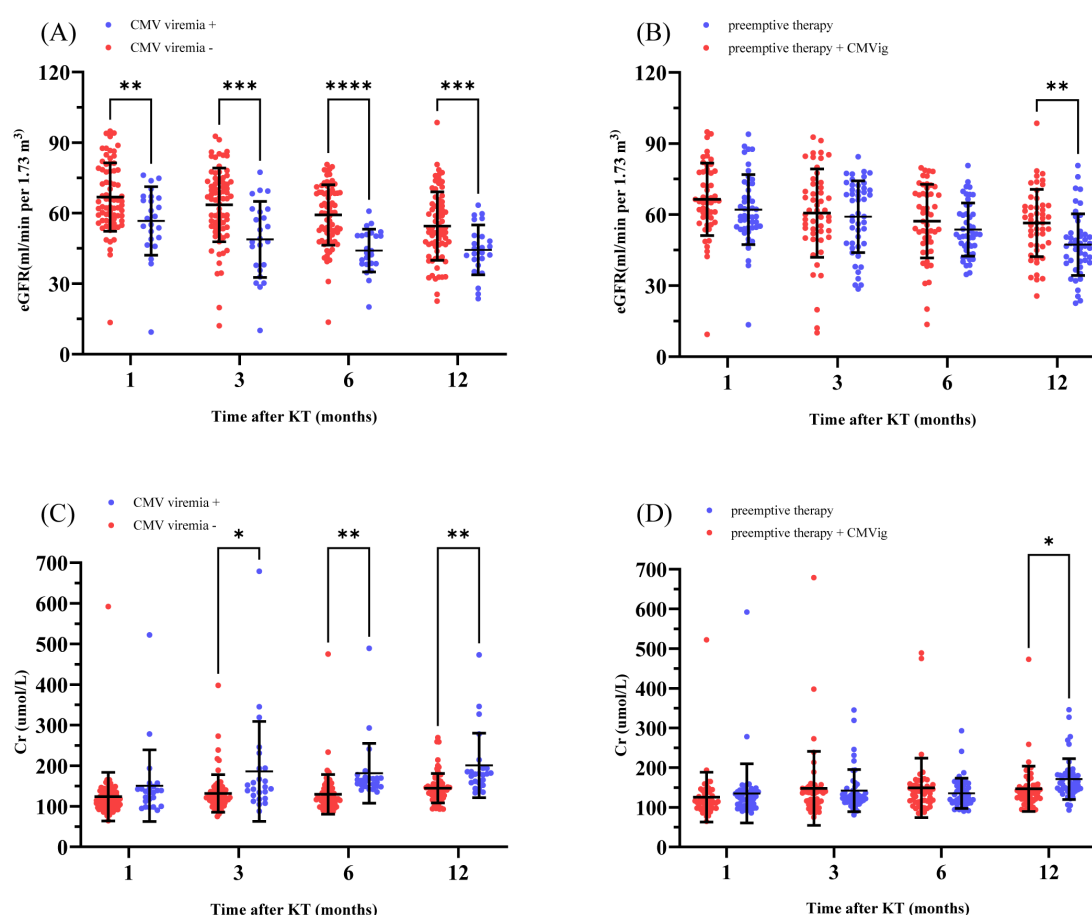 (A)
CMV viremia +
CMV viremia -
eGFR(ml/min per 1.73 m³)
120
90
60
30
0
** *** **** ***
1 3 6 12
Time after KT (months)
(B)
preemptive therapy
preemptive therapy + CMVig
eGFR(ml/min per 1.73 m³)
120
90
60
30
0
**
1 3 6 12
Time after KT (months)
(C)
CMV viremia +
CMV viremia -
Cr (umol/L)
700
600
500
400
300
200
100
0
* ** **
1 3 6 12
Time after KT (months)
(D)
preemptive therapy
preemptive therapy + CMVig
Cr (umol/L)
700
600
500
400
300
200
100
0
*
1 3 6 12
Time after KT (months)